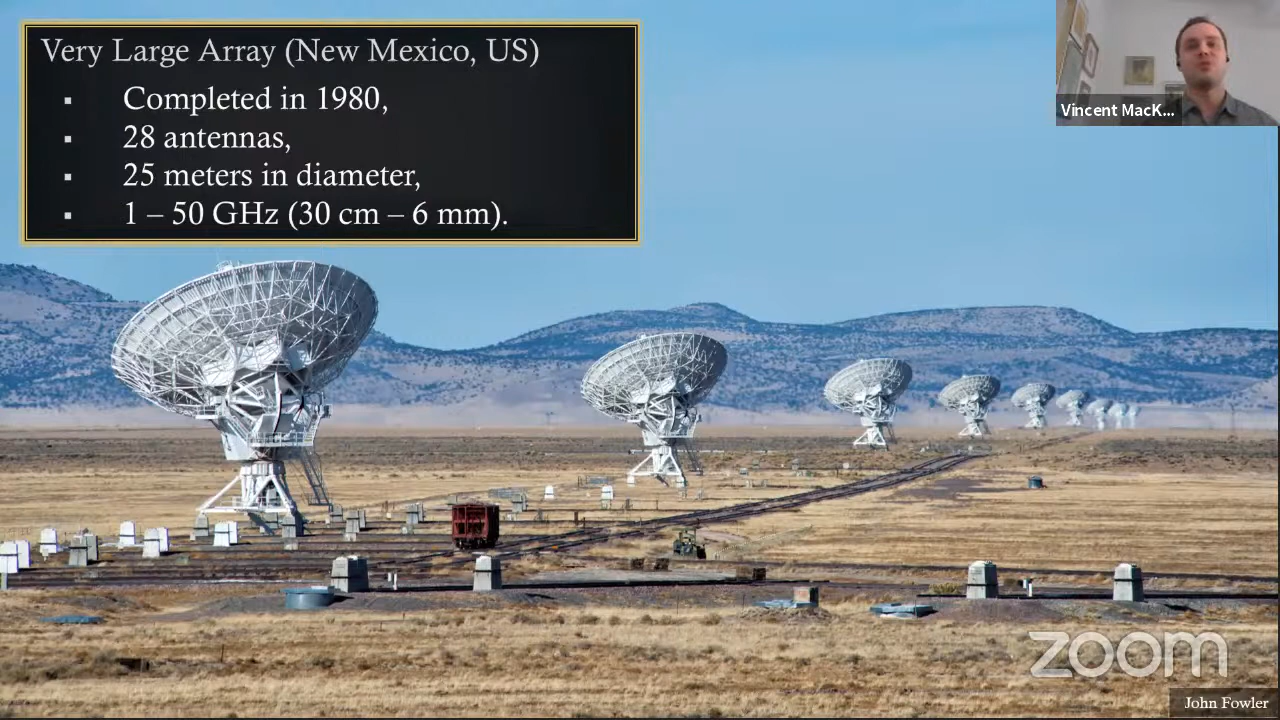 Very Large Array (New Mexico, US)
▪ Completed in 1980,
▪ 28 antennas,
▪ 25 meters in diameter,
▪ 1 – 50 GHz (30 cm – 6 mm).
Vincent MacK...
zoom
John Fowler